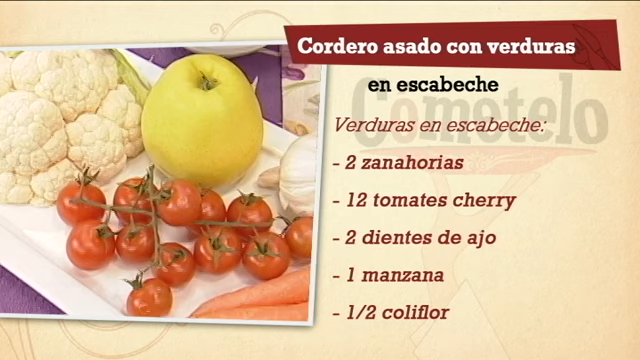 Cordero asado con verduras
en escabeche
Cometelo
Verduras en escabeche:
- 2 zanahorias
- 12 tomates cherry
- 2 dientes de ajo
- 1 manzana
- 1/2 coliflor